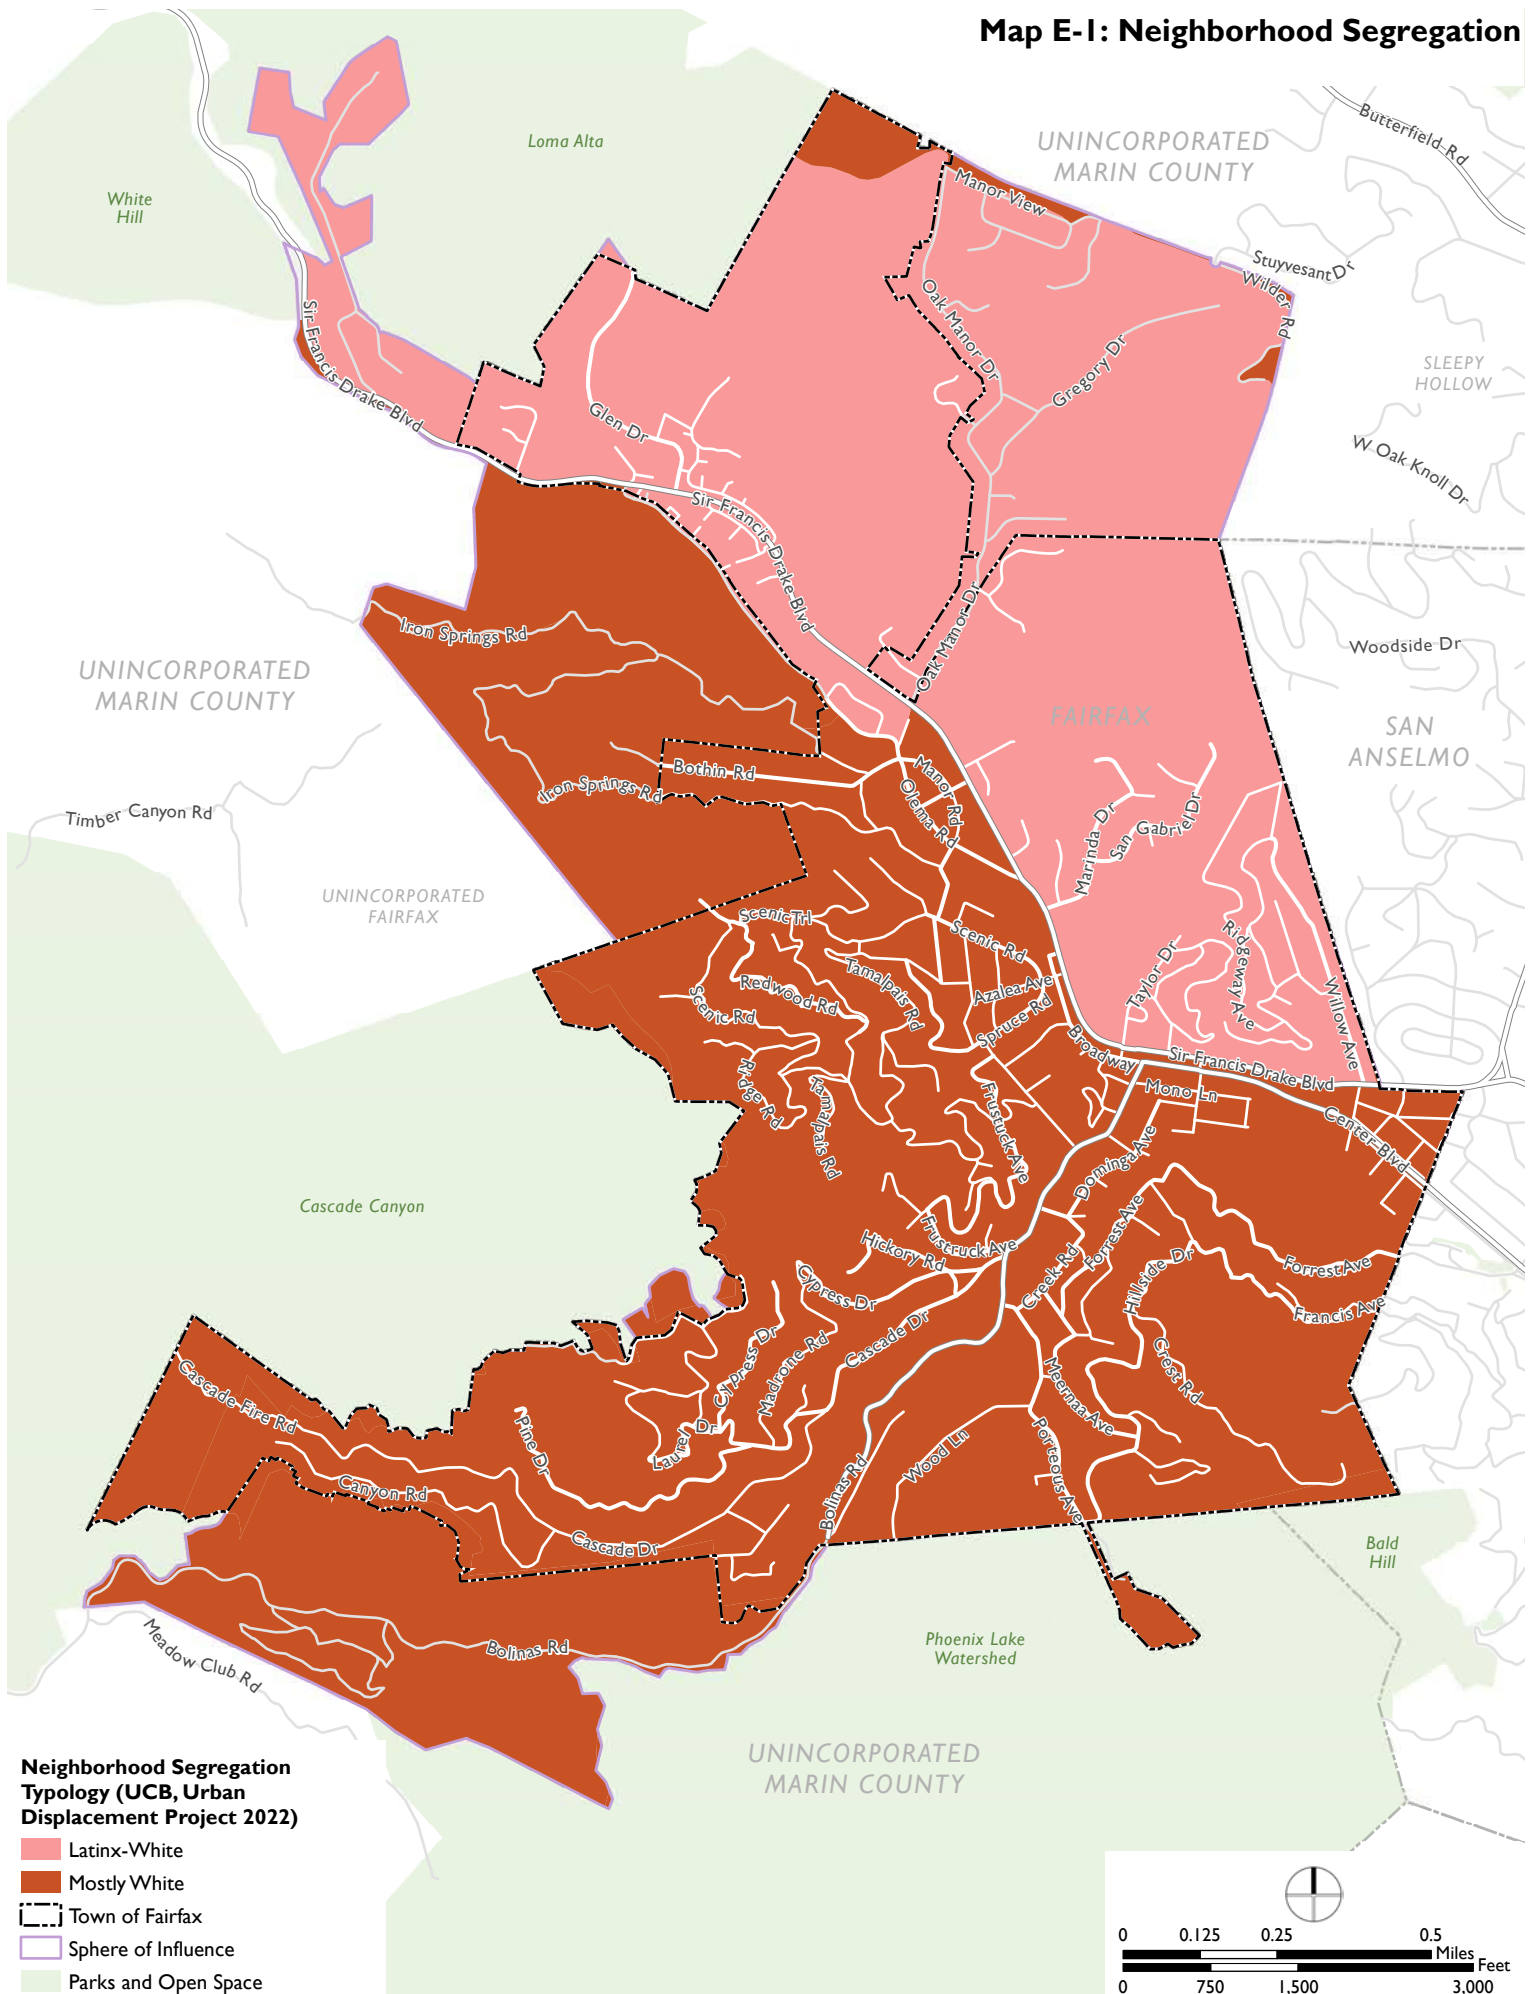 Map E-1: Neighborhood Segregation
Butterfield Rd
UNINCORPORATED
MARIN COUNTY
Loma Alta
White
Hill
Manor View
Stuyvesant Dr
Wilder Rd
Sir Francis Drake Blvd
Oak Manor Dr
Gregory Dr
SLEEPY
HOLLOW
Glen Dr
W Oak Knoll Dr
Sir Francis Drake Blvd
Iron Springs Rd
Oak Manor Dr
Woodside Dr
UNINCORPORATED
MARIN COUNTY
FAIRFAX
SAN
ANSELMO
Bothin Rd
Manor Rd
Iron Springs Rd
Olema Rd
Timber Canyon Rd
Marinda Dr
San Gabriel Dr
UNINCORPORATED
FAIRFAX
Scenic Trl
Scenic Rd
Ridgeway Ave
Taylor Dr
Redwood Rd
Tamalpais Rd
Azalea Ave
Scenic Rd
Spruce Rd
Willow Ave
Broadway
Sir Francis Drake Blvd
Ridge Rd
Tamalpais Rd
Frustuck Ave
Mono Ln
Center Blvd
Dominga Ave
Cascade Canyon
Frustruck Ave
Hickory Rd
Forrest Ave
Creek Rd
Hillside Dr
Forrest Ave
Cypress Dr
Francis Ave
Cascade Dr
Cypress Dr
Madrone Rd
Crest Rd
Cascade Fire Rd
Meernaa Ave
Pine Dr
Laurel Dr
Wood Ln
Porteous Ave
Canyon Rd
Bolinas Rd
Cascade Dr
Bald
Hill
Meadow Club Rd
Bolinas Rd
Phoenix Lake
Watershed
UNINCORPORATED
MARIN COUNTY
Neighborhood Segregation
Typology (UCB, Urban
Displacement Project 2022)
Latinx-White
Mostly White
Town of Fairfax
Sphere of Influence
Parks and Open Space
0 0.125 0.25 0.5
Miles
Feet
0 750 1,500 3,000